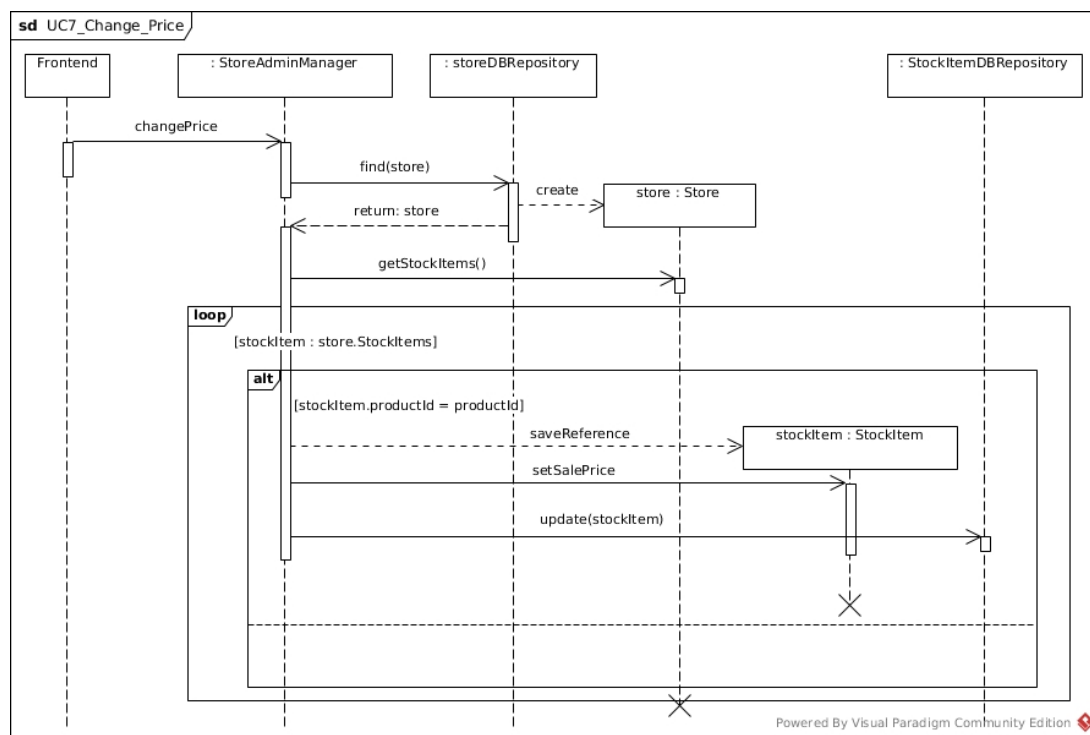 sd UC7_Change_Price
Frontend
: StoreAdminManager
: storeDBRepository
: StockItemDBRepository
changePrice
find(store)
create
store : Store
return: store
getStockItems()
loop
[stockItem : store.StockItems]
alt
[stockItem.productId = productId]
saveReference
stockItem : StockItem
setSalePrice
update(stockItem)
Powered By Visual Paradigm Community Edition